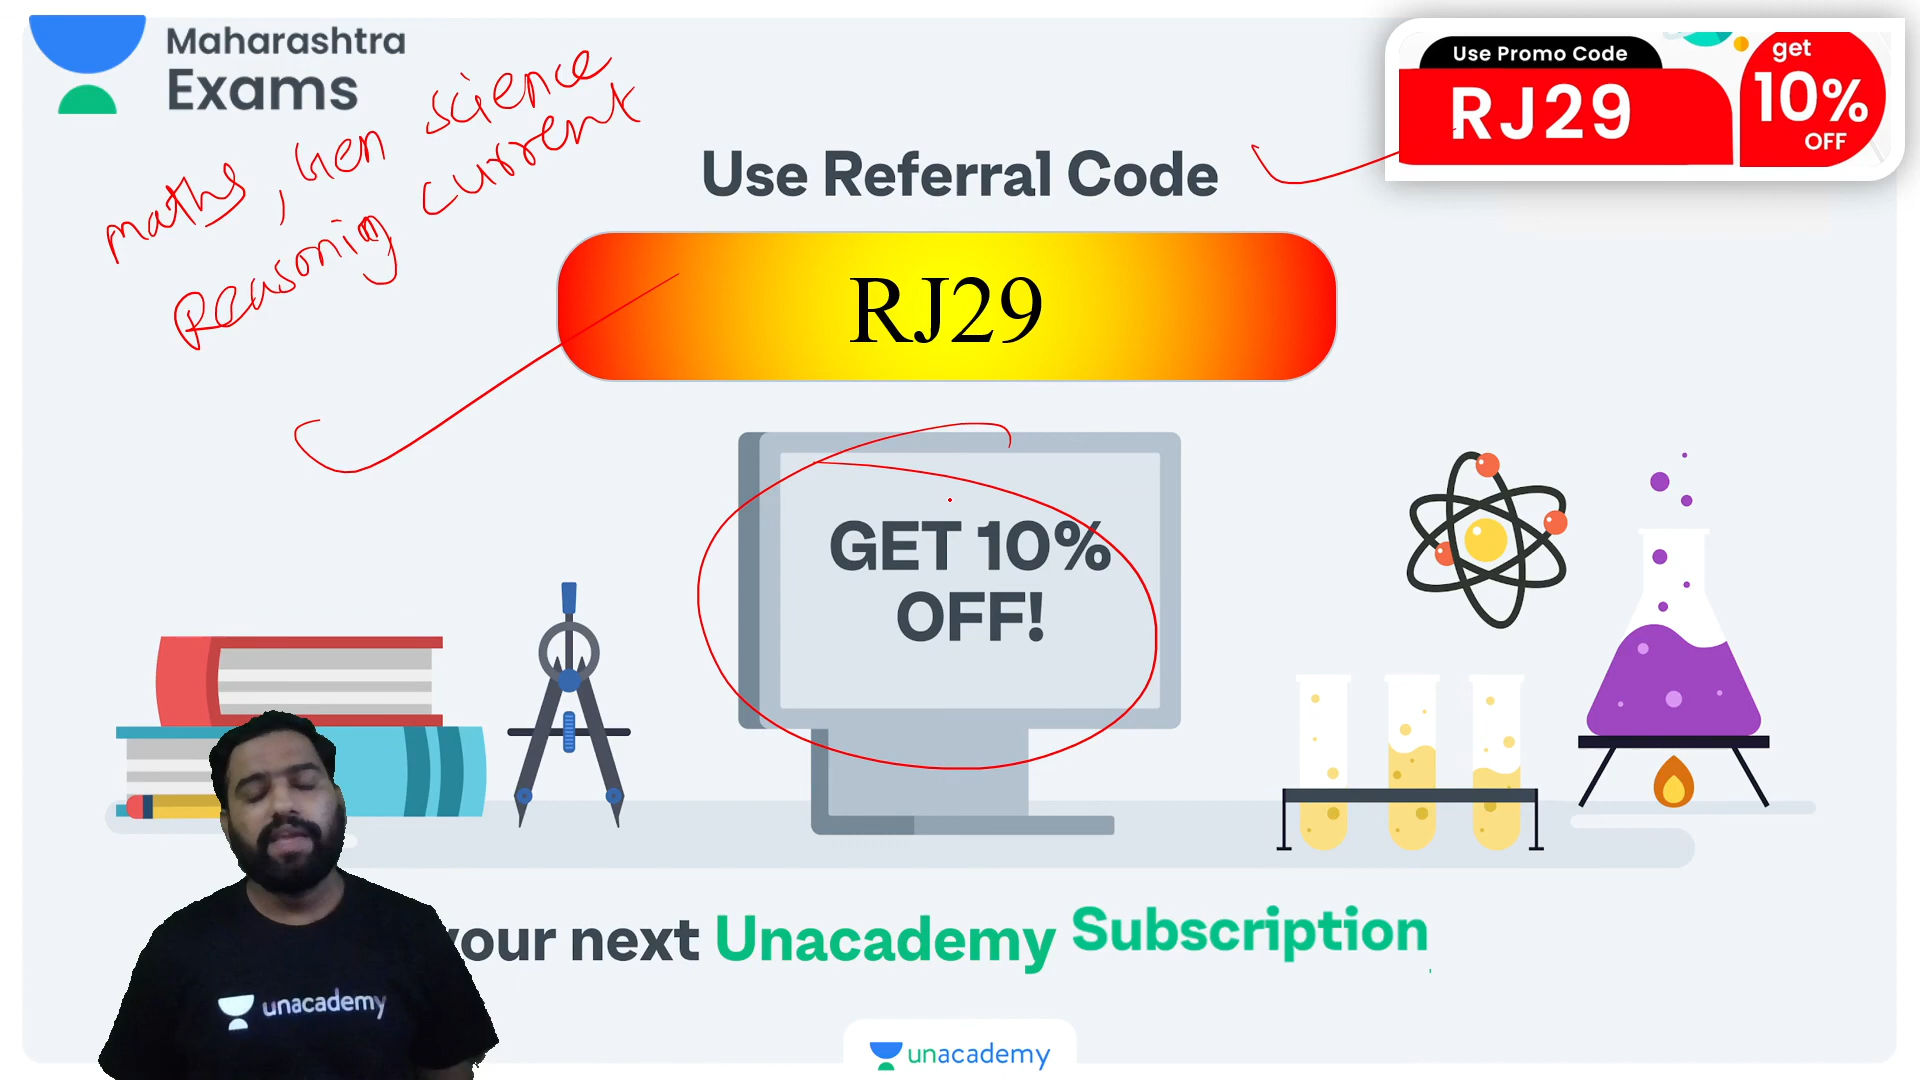 Maharashtra
Exams
maths, Gen science
Reasoning current
Use Promo Code
RJ29
get
10%
OFF
Use Referral Code
RJ29
GET 10%
OFF!
your next Unacademy Subscription
unacademy
unacademy